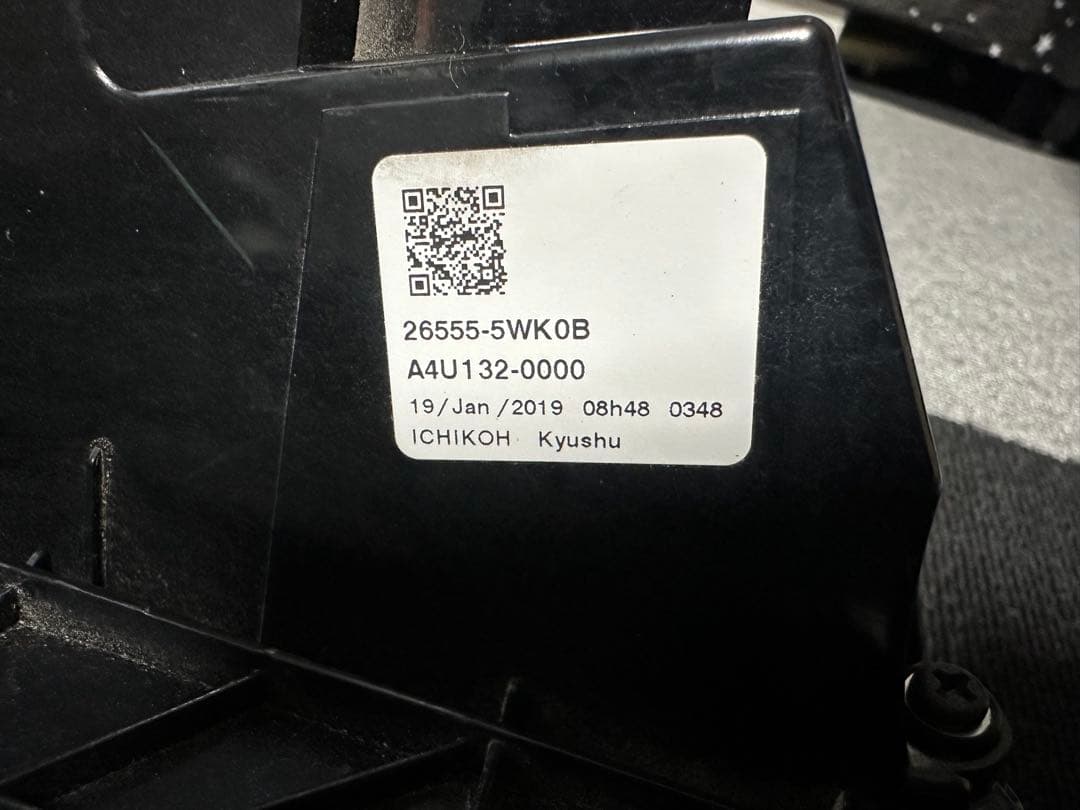 26555-5WK0B
A4U132-0000
19/Jan/2019 08h48 0348
ICHIKOH Kyushu